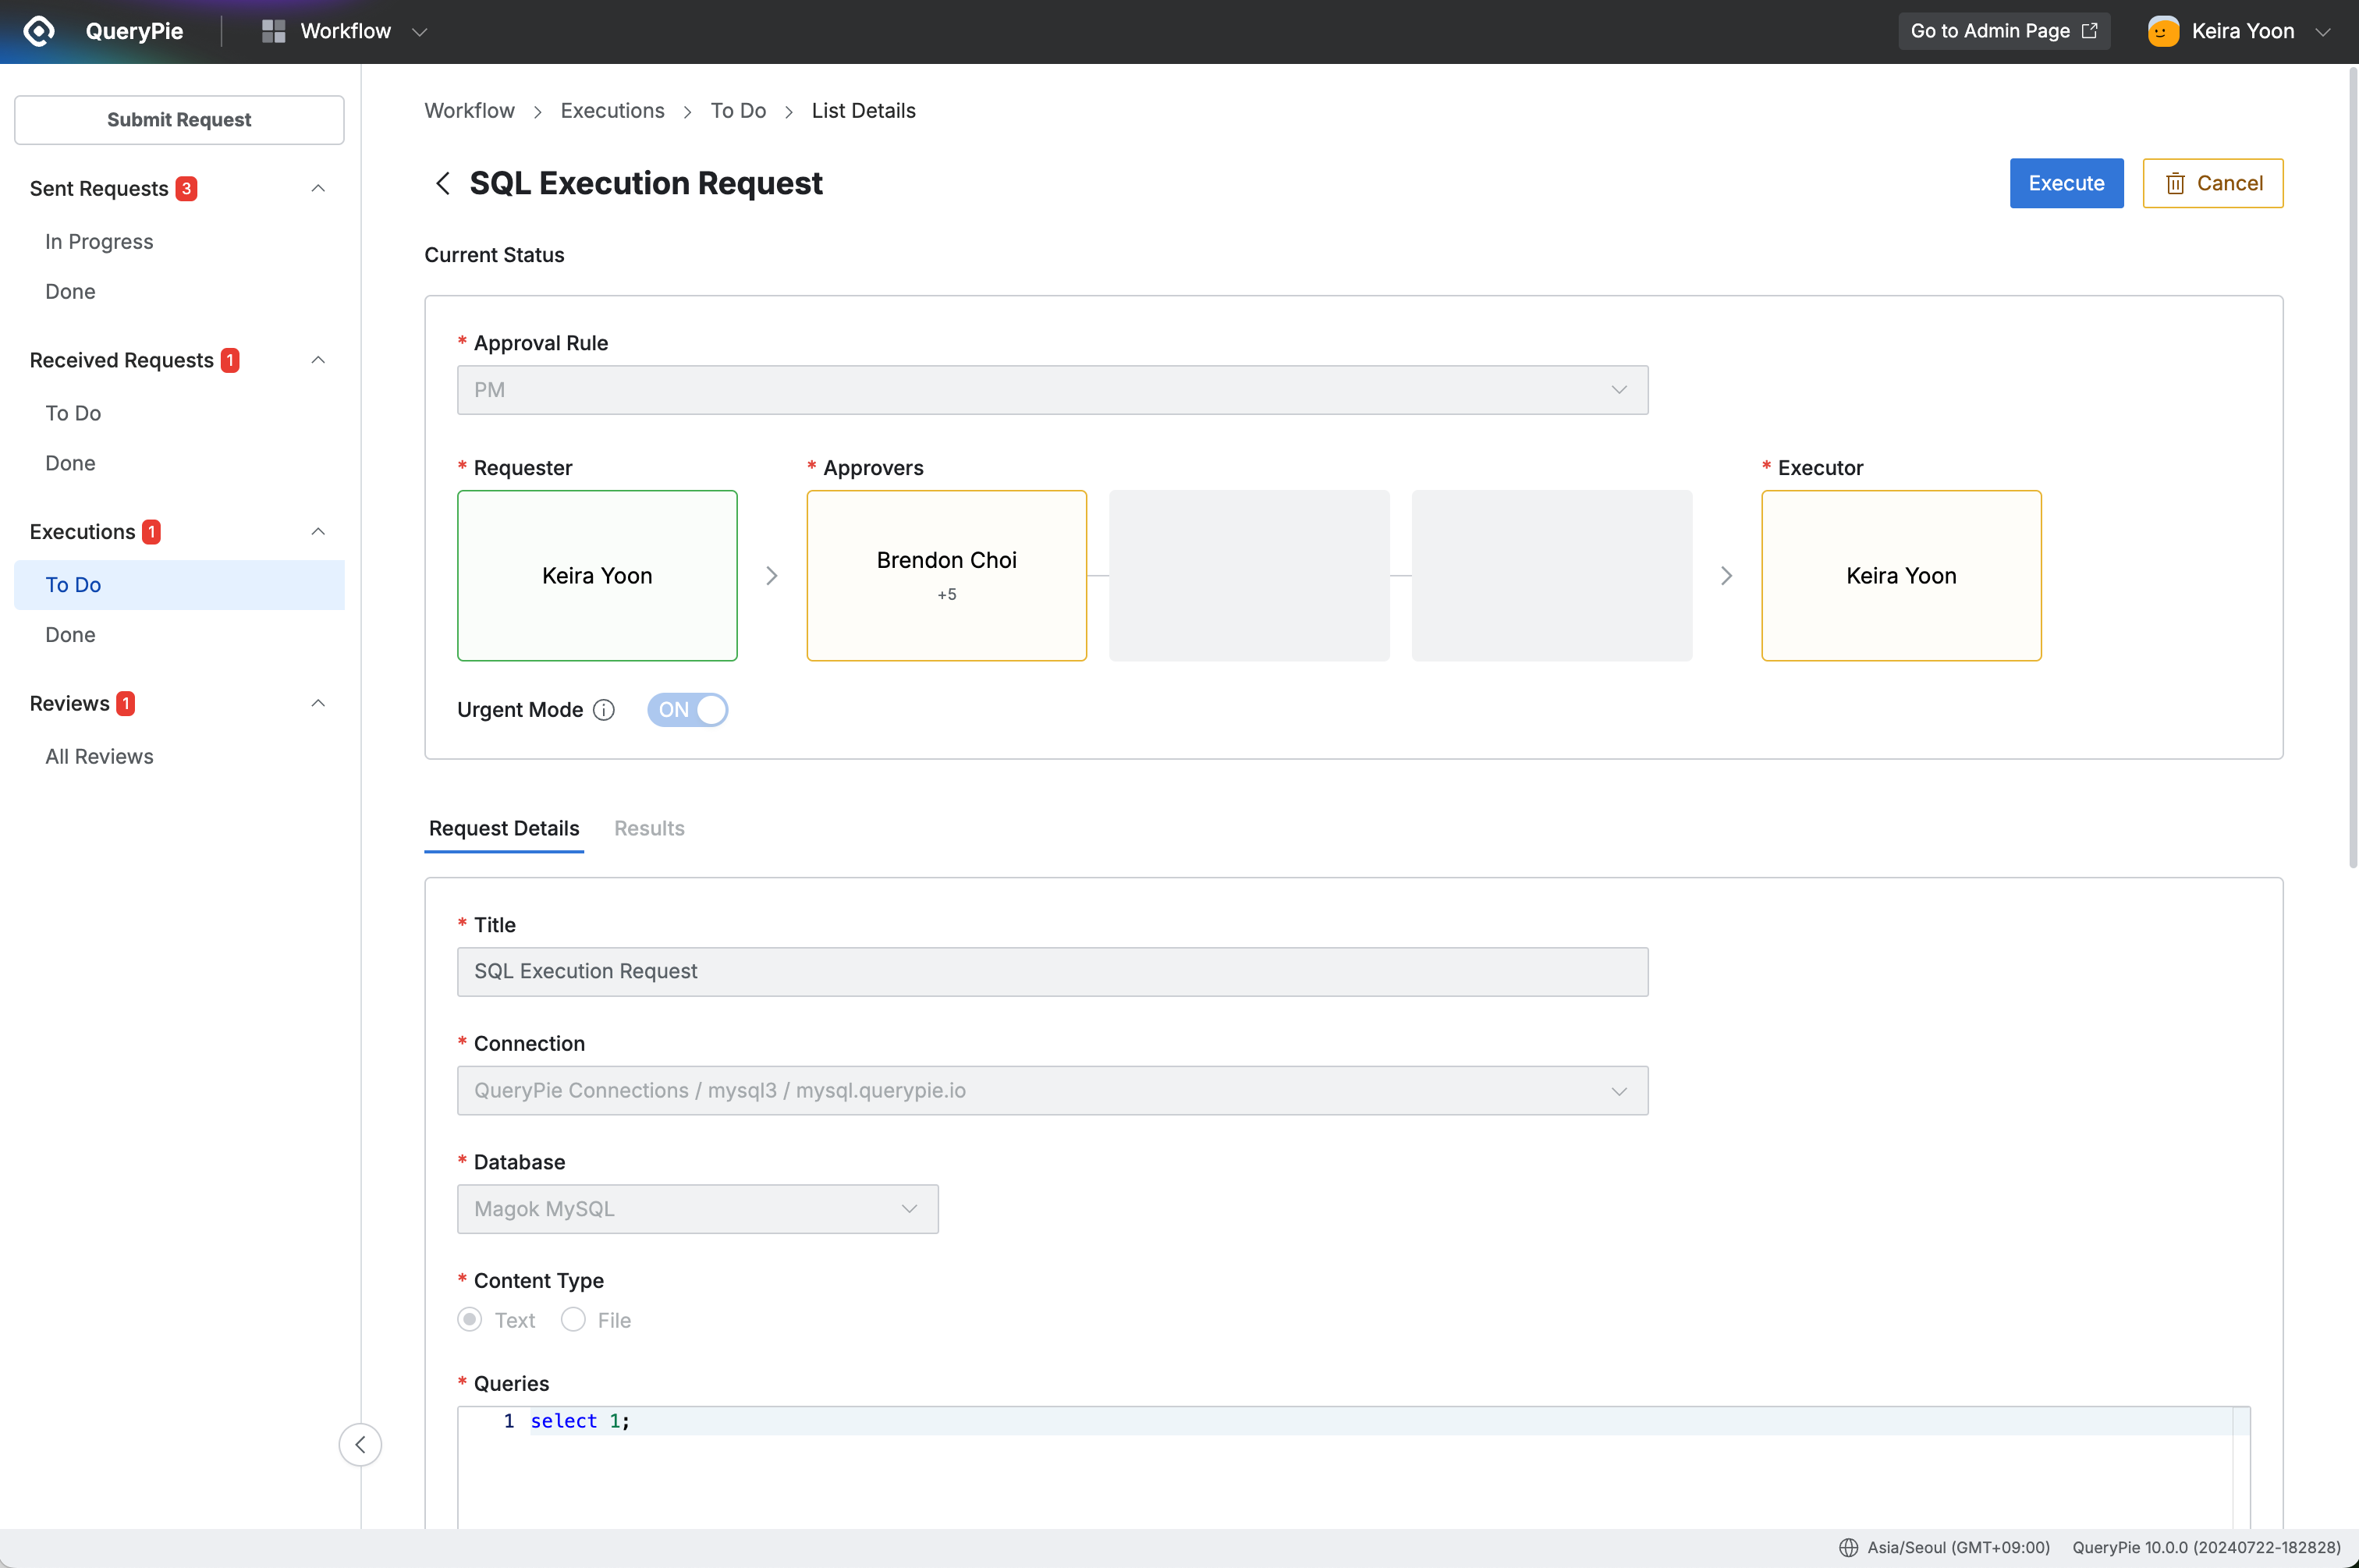 QueryPie
Workflow
Go to Admin Page
Keira Yoon
Submit Request
Sent Requests 3
In Progress
Done
Received Requests 1
To Do
Done
Executions 1
To Do
Done
Reviews 1
All Reviews
Workflow > Executions > To Do > List Details
SQL Execution Request
Execute
Cancel
Current Status
* Approval Rule
PM
* Requester
* Approvers
* Executor
Keira Yoon
Brendon Choi
+5
Keira Yoon
Urgent Mode
ON
Request Details
Results
* Title
SQL Execution Request
* Connection
QueryPie Connections / mysql3 / mysql.querypie.io
* Database
Magok MySQL
* Content Type
Text
File
* Queries
1 select 1;
Asia/Seoul (GMT+09:00)
QueryPie 10.0.0 (20240722-182828)